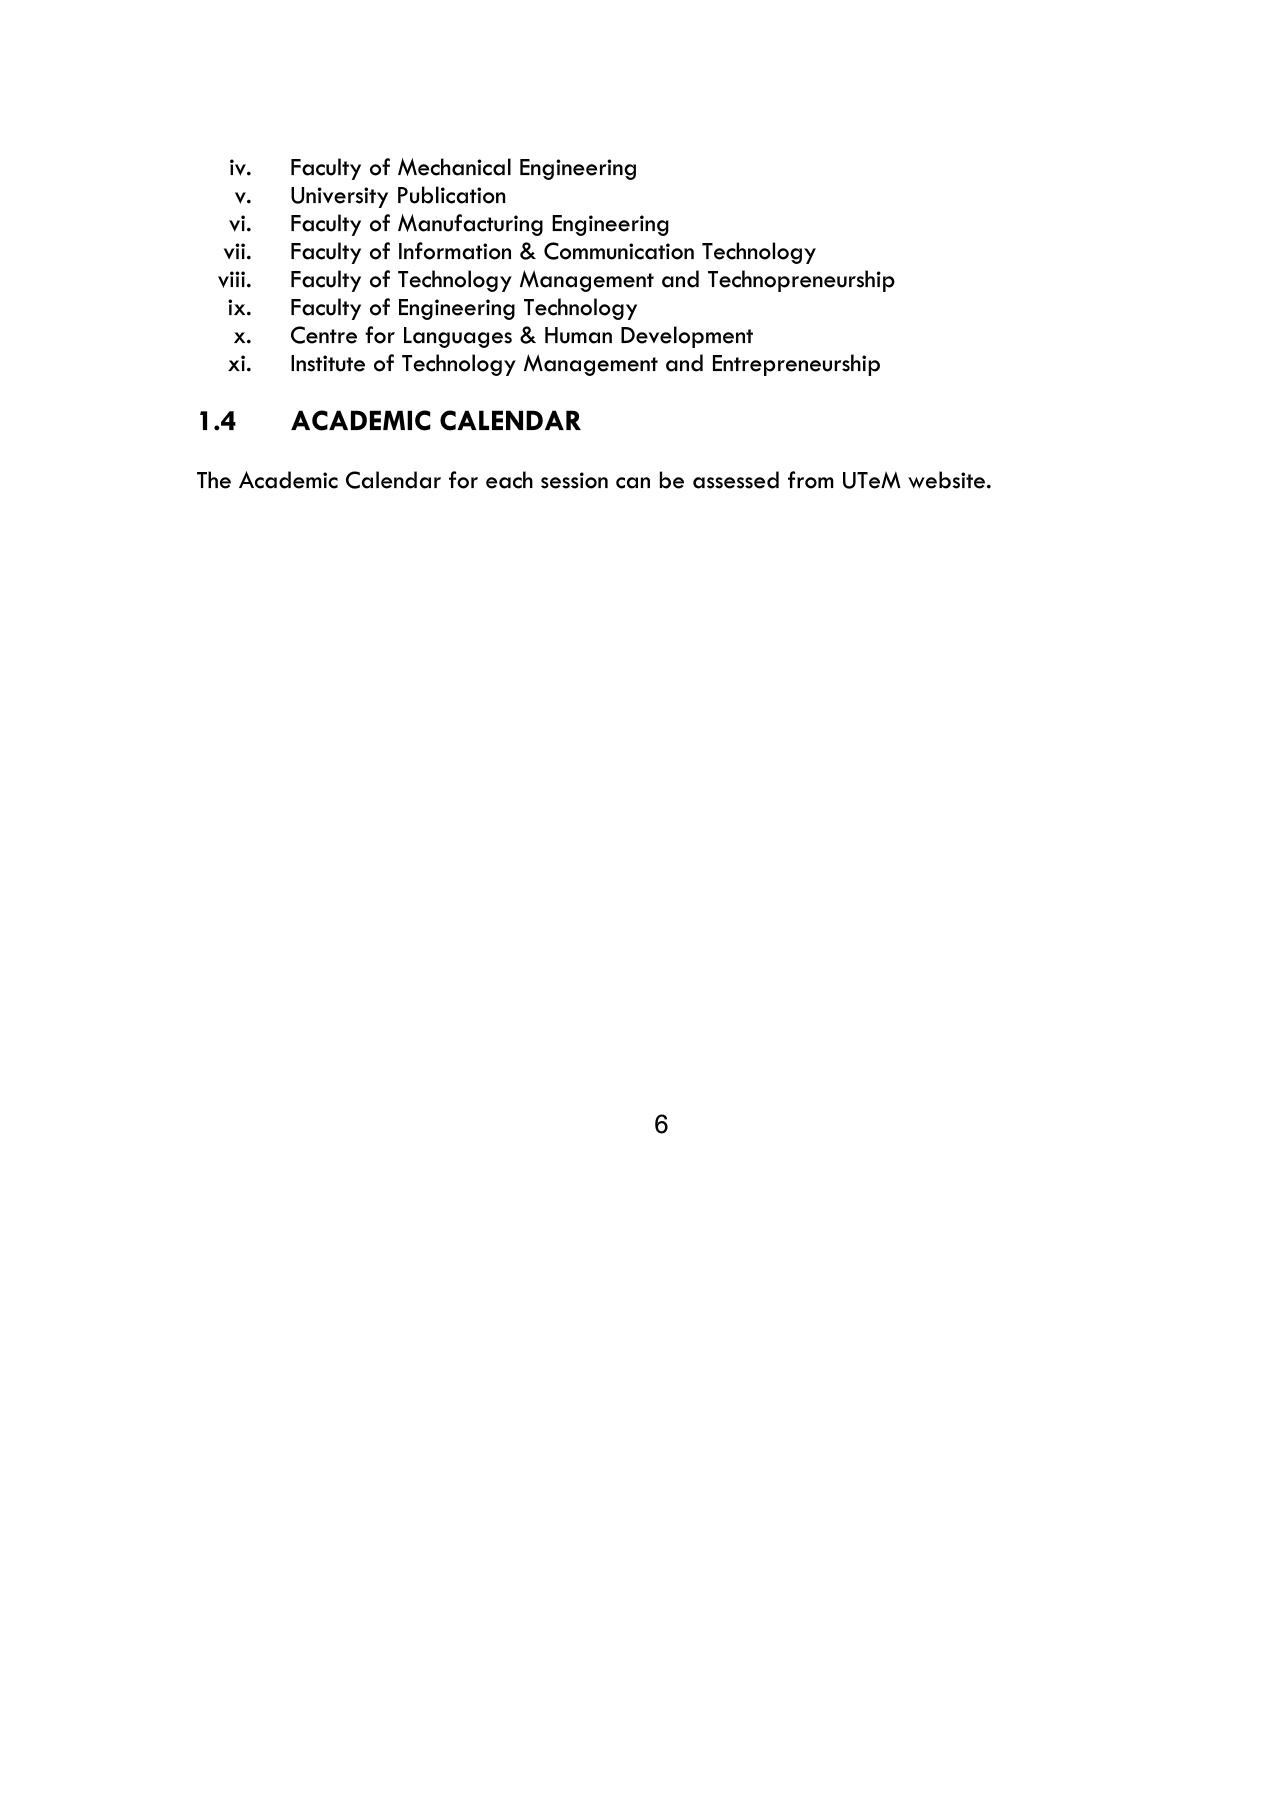 iv. Faculty of Mechanical Engineering
v. University Publication
vi. Faculty of Manufacturing Engineering
vii. Faculty of Information & Communication Technology
viii. Faculty of Technology Management and Technopreneurship
ix. Faculty of Engineering Technology
x. Centre for Languages & Human Development
xi. Institute of Technology Management and Entrepreneurship
1.4 ACADEMIC CALENDAR
The Academic Calendar for each session can be assessed from UTeM website.
6